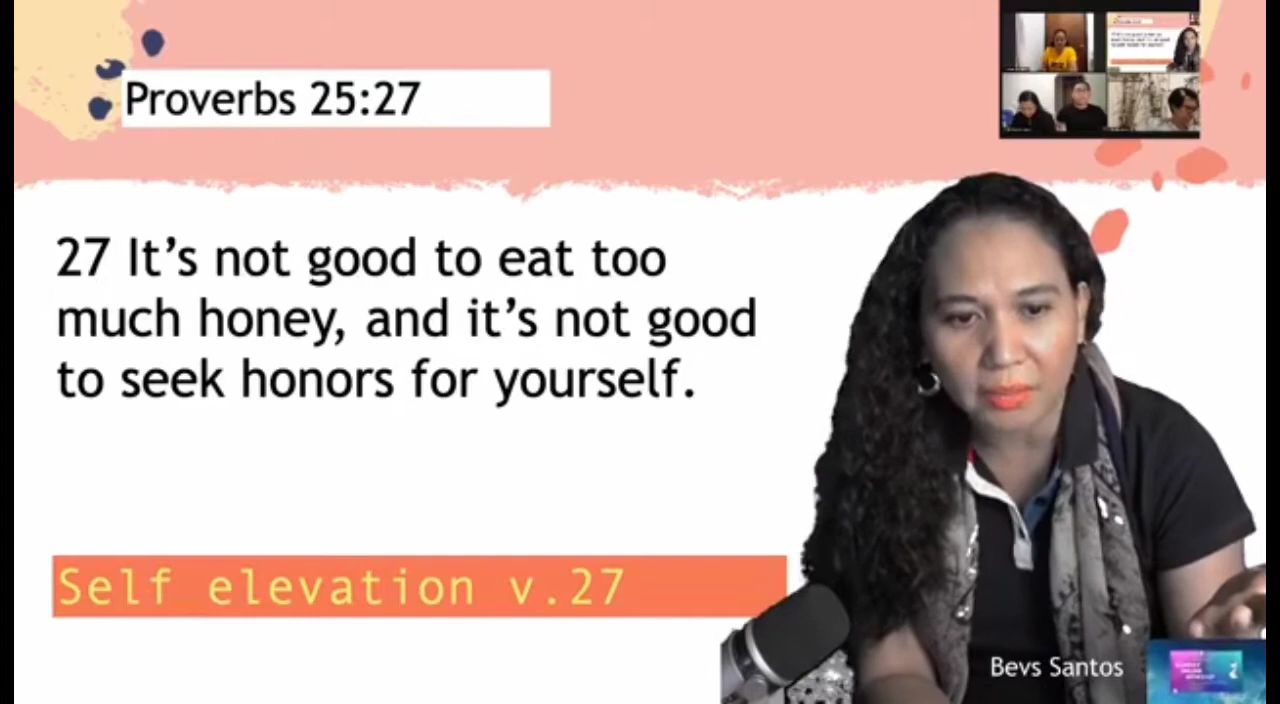 Proverbs 25:27
27 It’s not good to eat too
much honey, and it’s not good
to seek honors for yourself.
Self elevation v.27
Bevs Santos